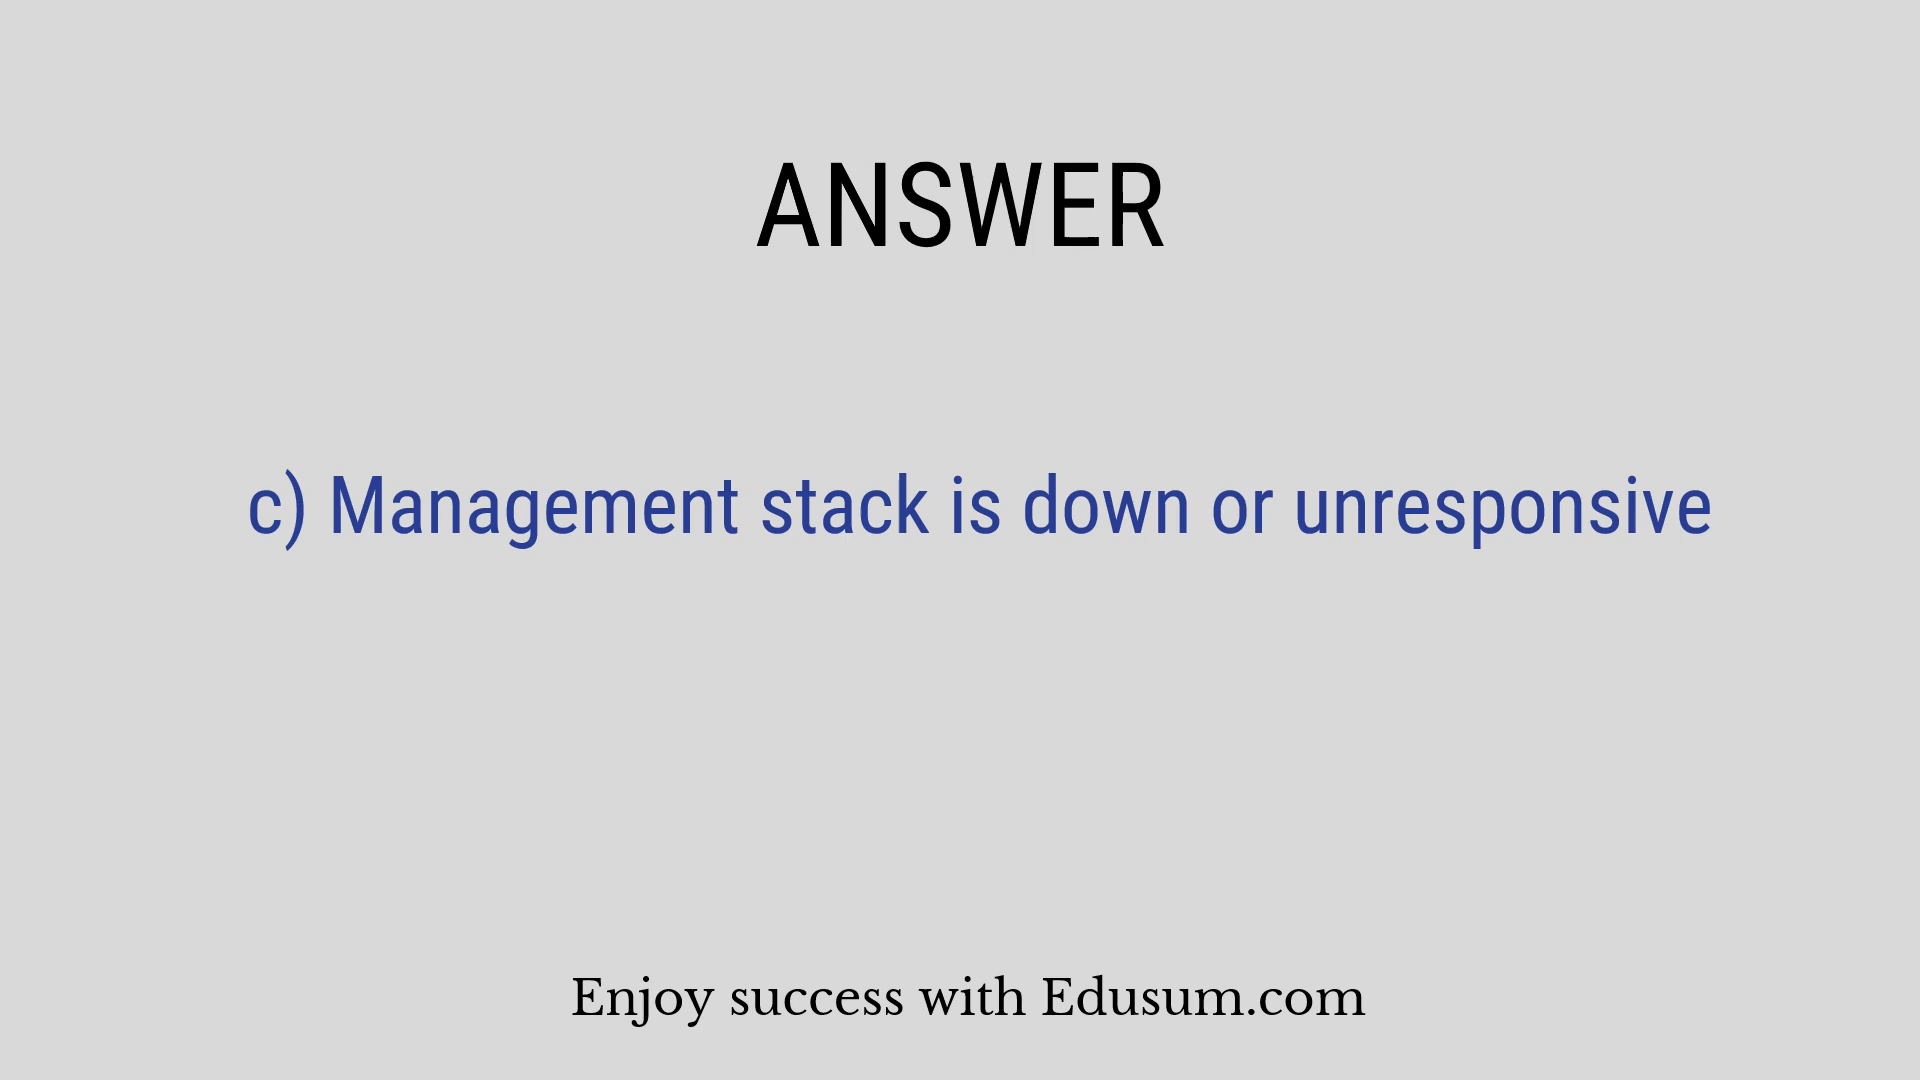 ANSWER
c) Management stack is down or unresponsive
Enjoy success with Edusum.com